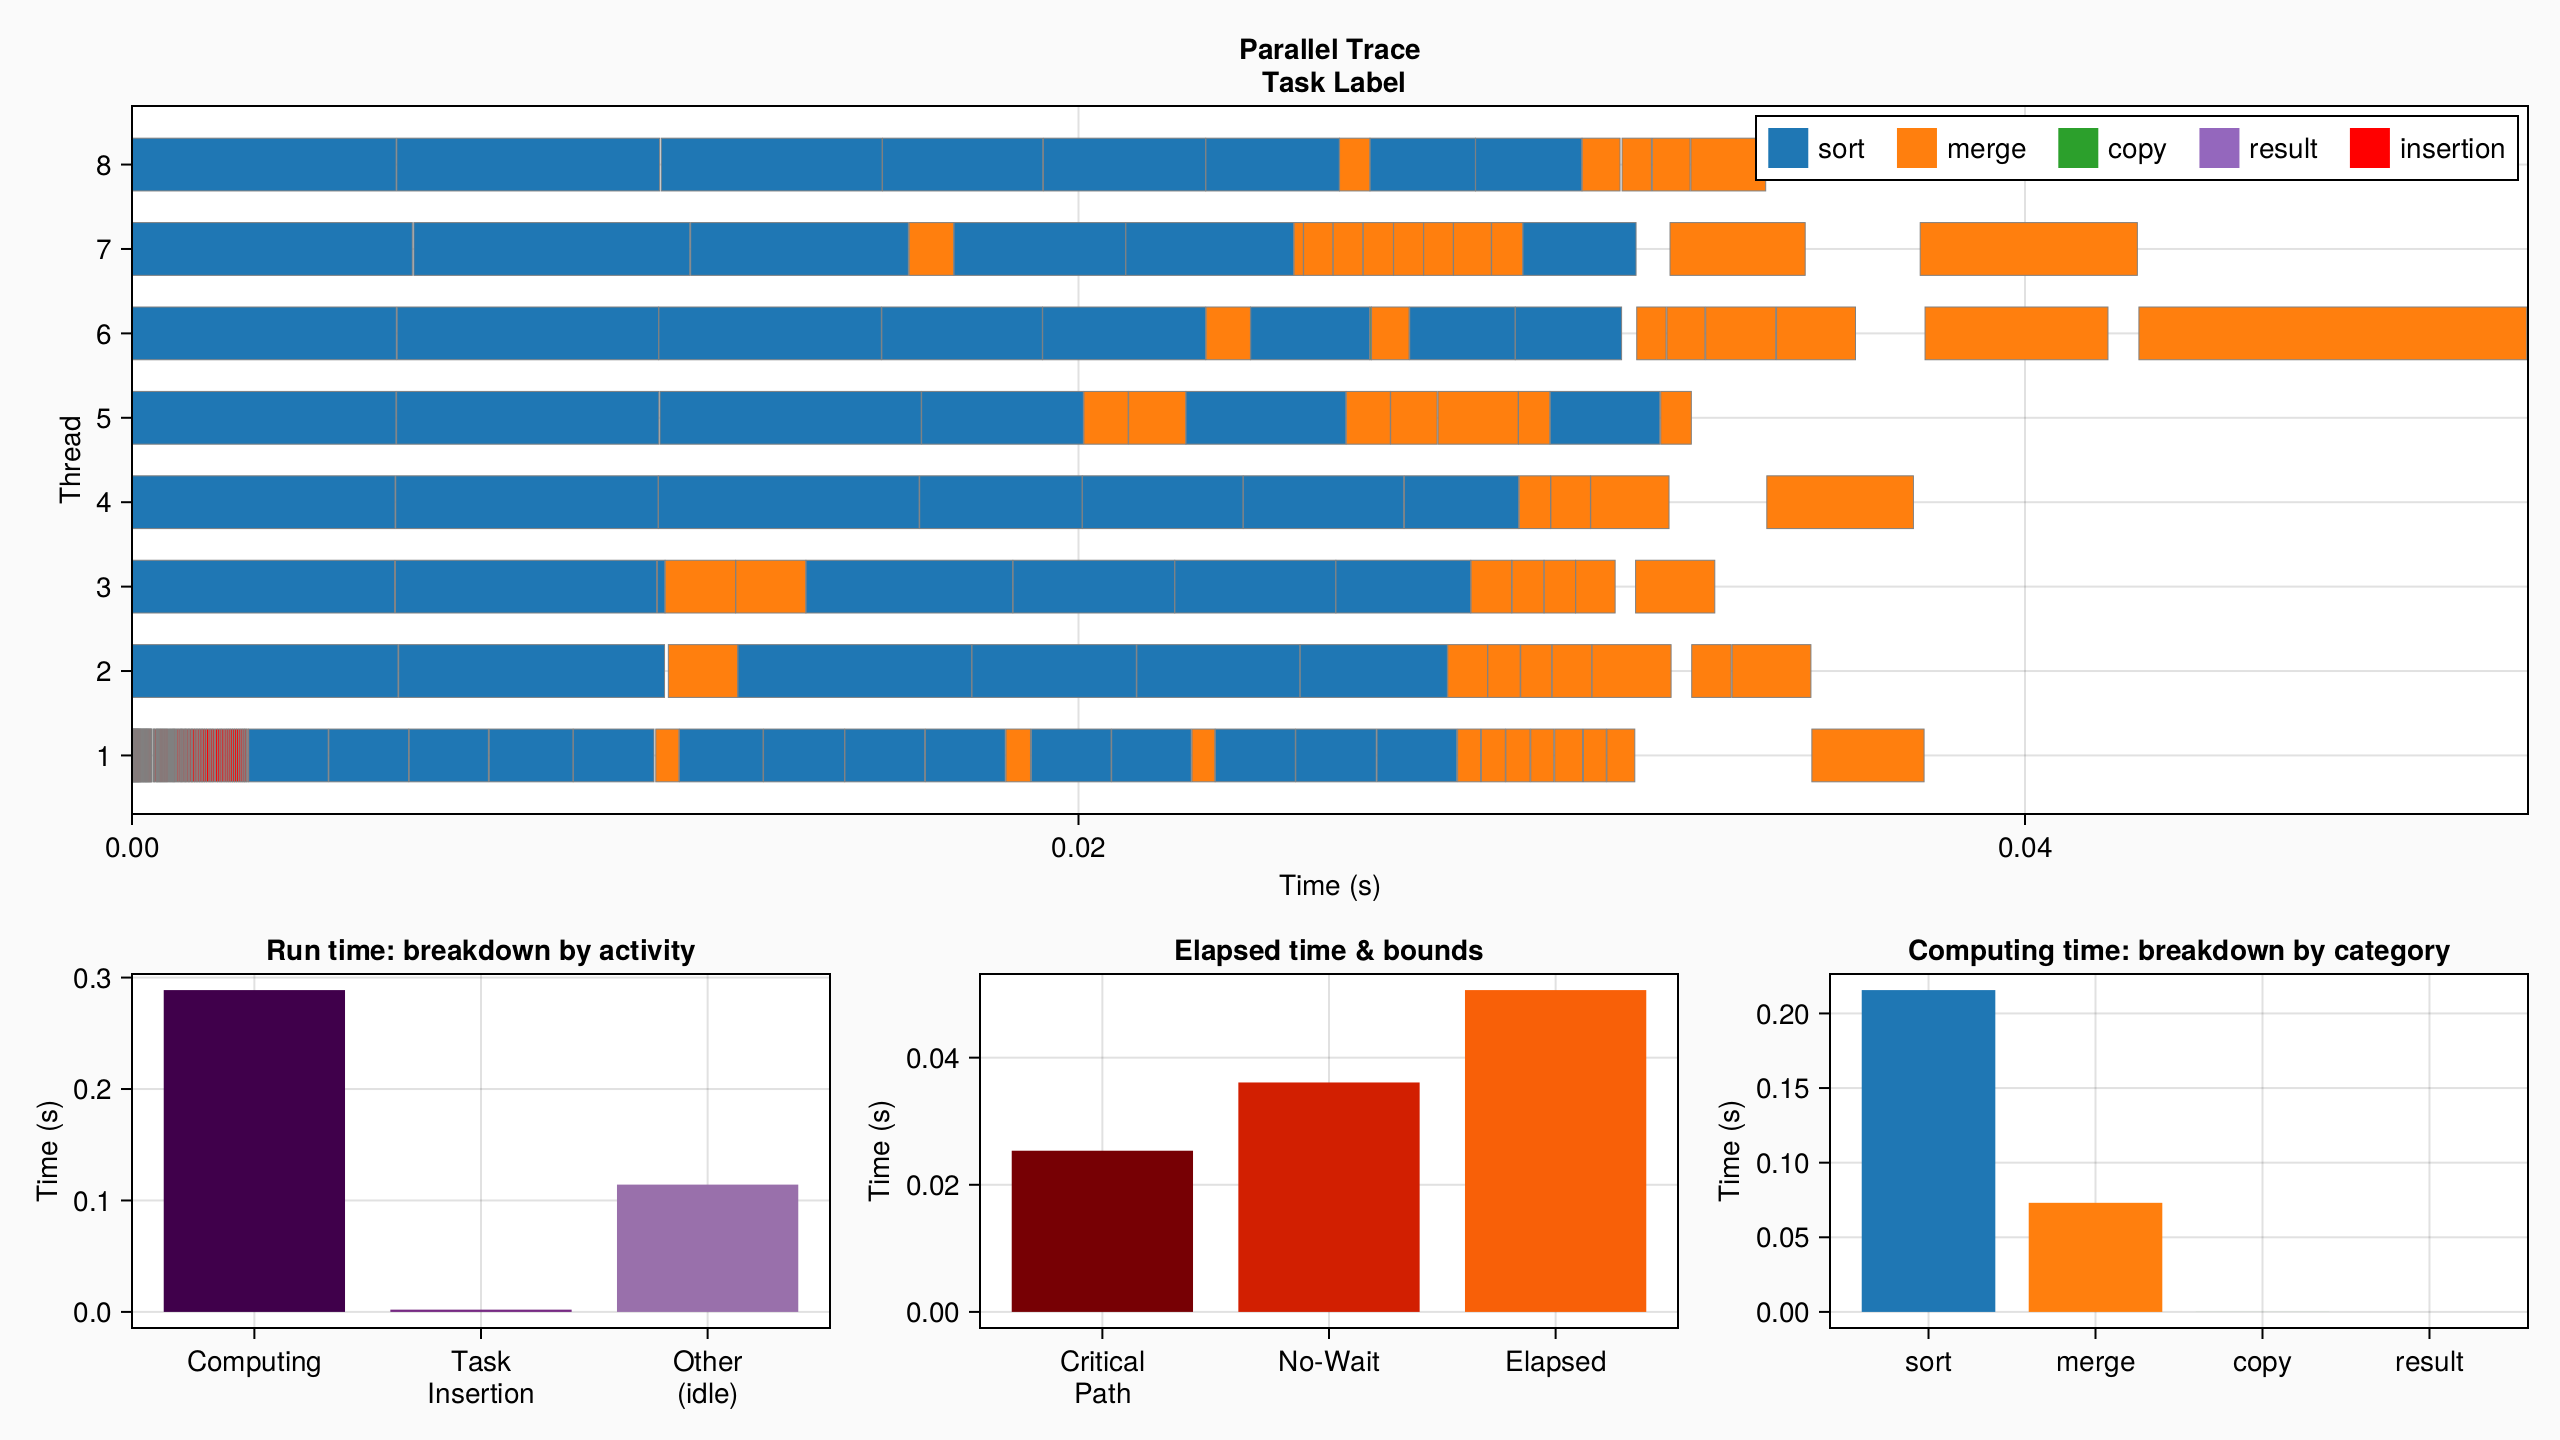 Parallel Trace
Task Label
sort
merge
copy
result
insertion
Thread
8
7
6
5
4
3
2
1
0.00
0.02
0.04
Time (s)
Run time: breakdown by activity
Time (s)
0.3
0.2
0.1
0.0
Computing
Task
Insertion
Other
(idle)
Elapsed time & bounds
Time (s)
0.04
0.02
0.00
Critical
Path
No-Wait
Elapsed
Computing time: breakdown by category
Time (s)
0.20
0.15
0.10
0.05
0.00
sort
merge
copy
result